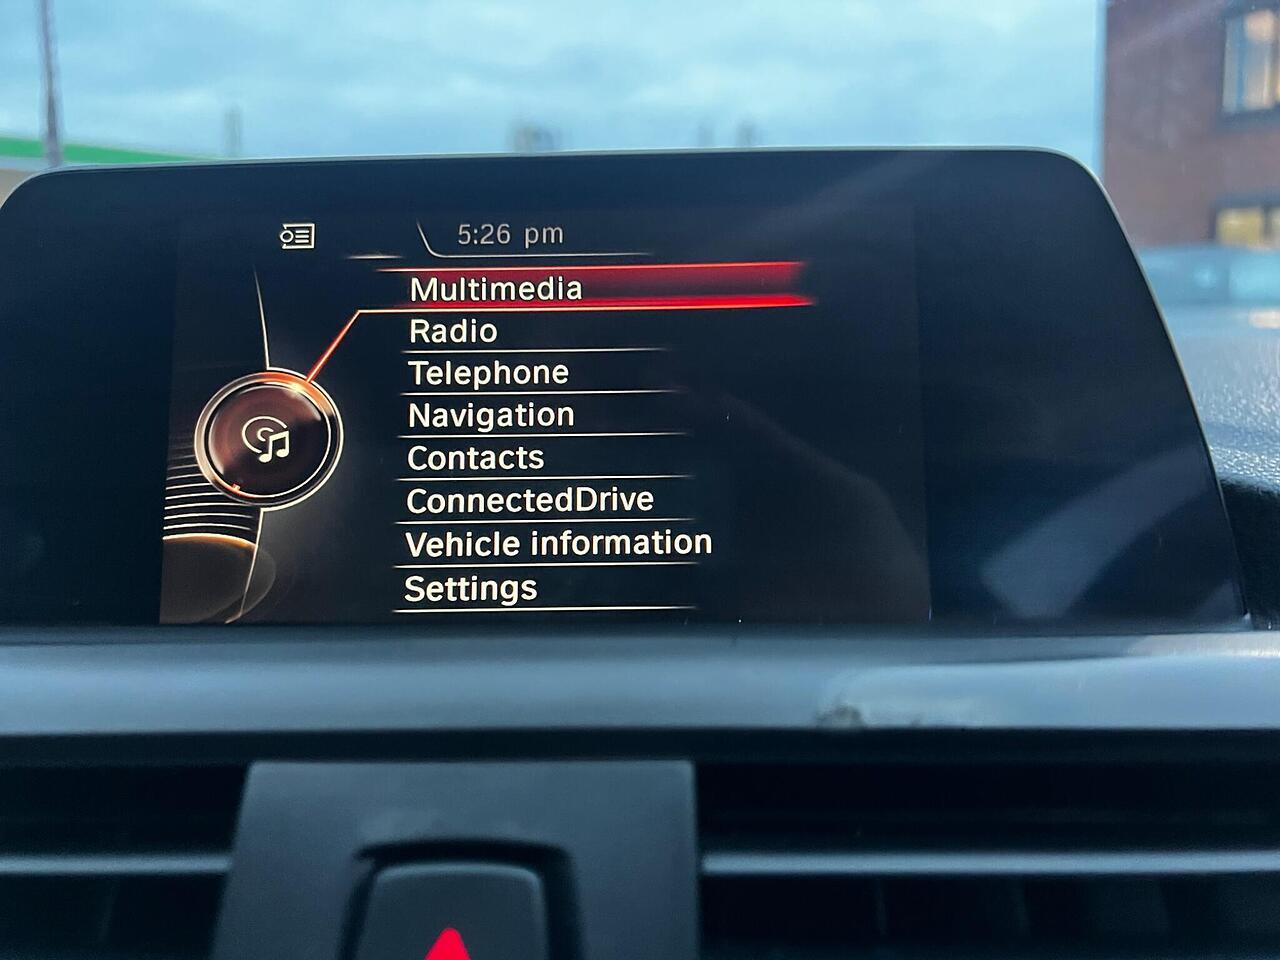 5:26 pm
Multimedia
Radio
Telephone
Navigation
Contacts
ConnectedDrive
Vehicle information
Settings